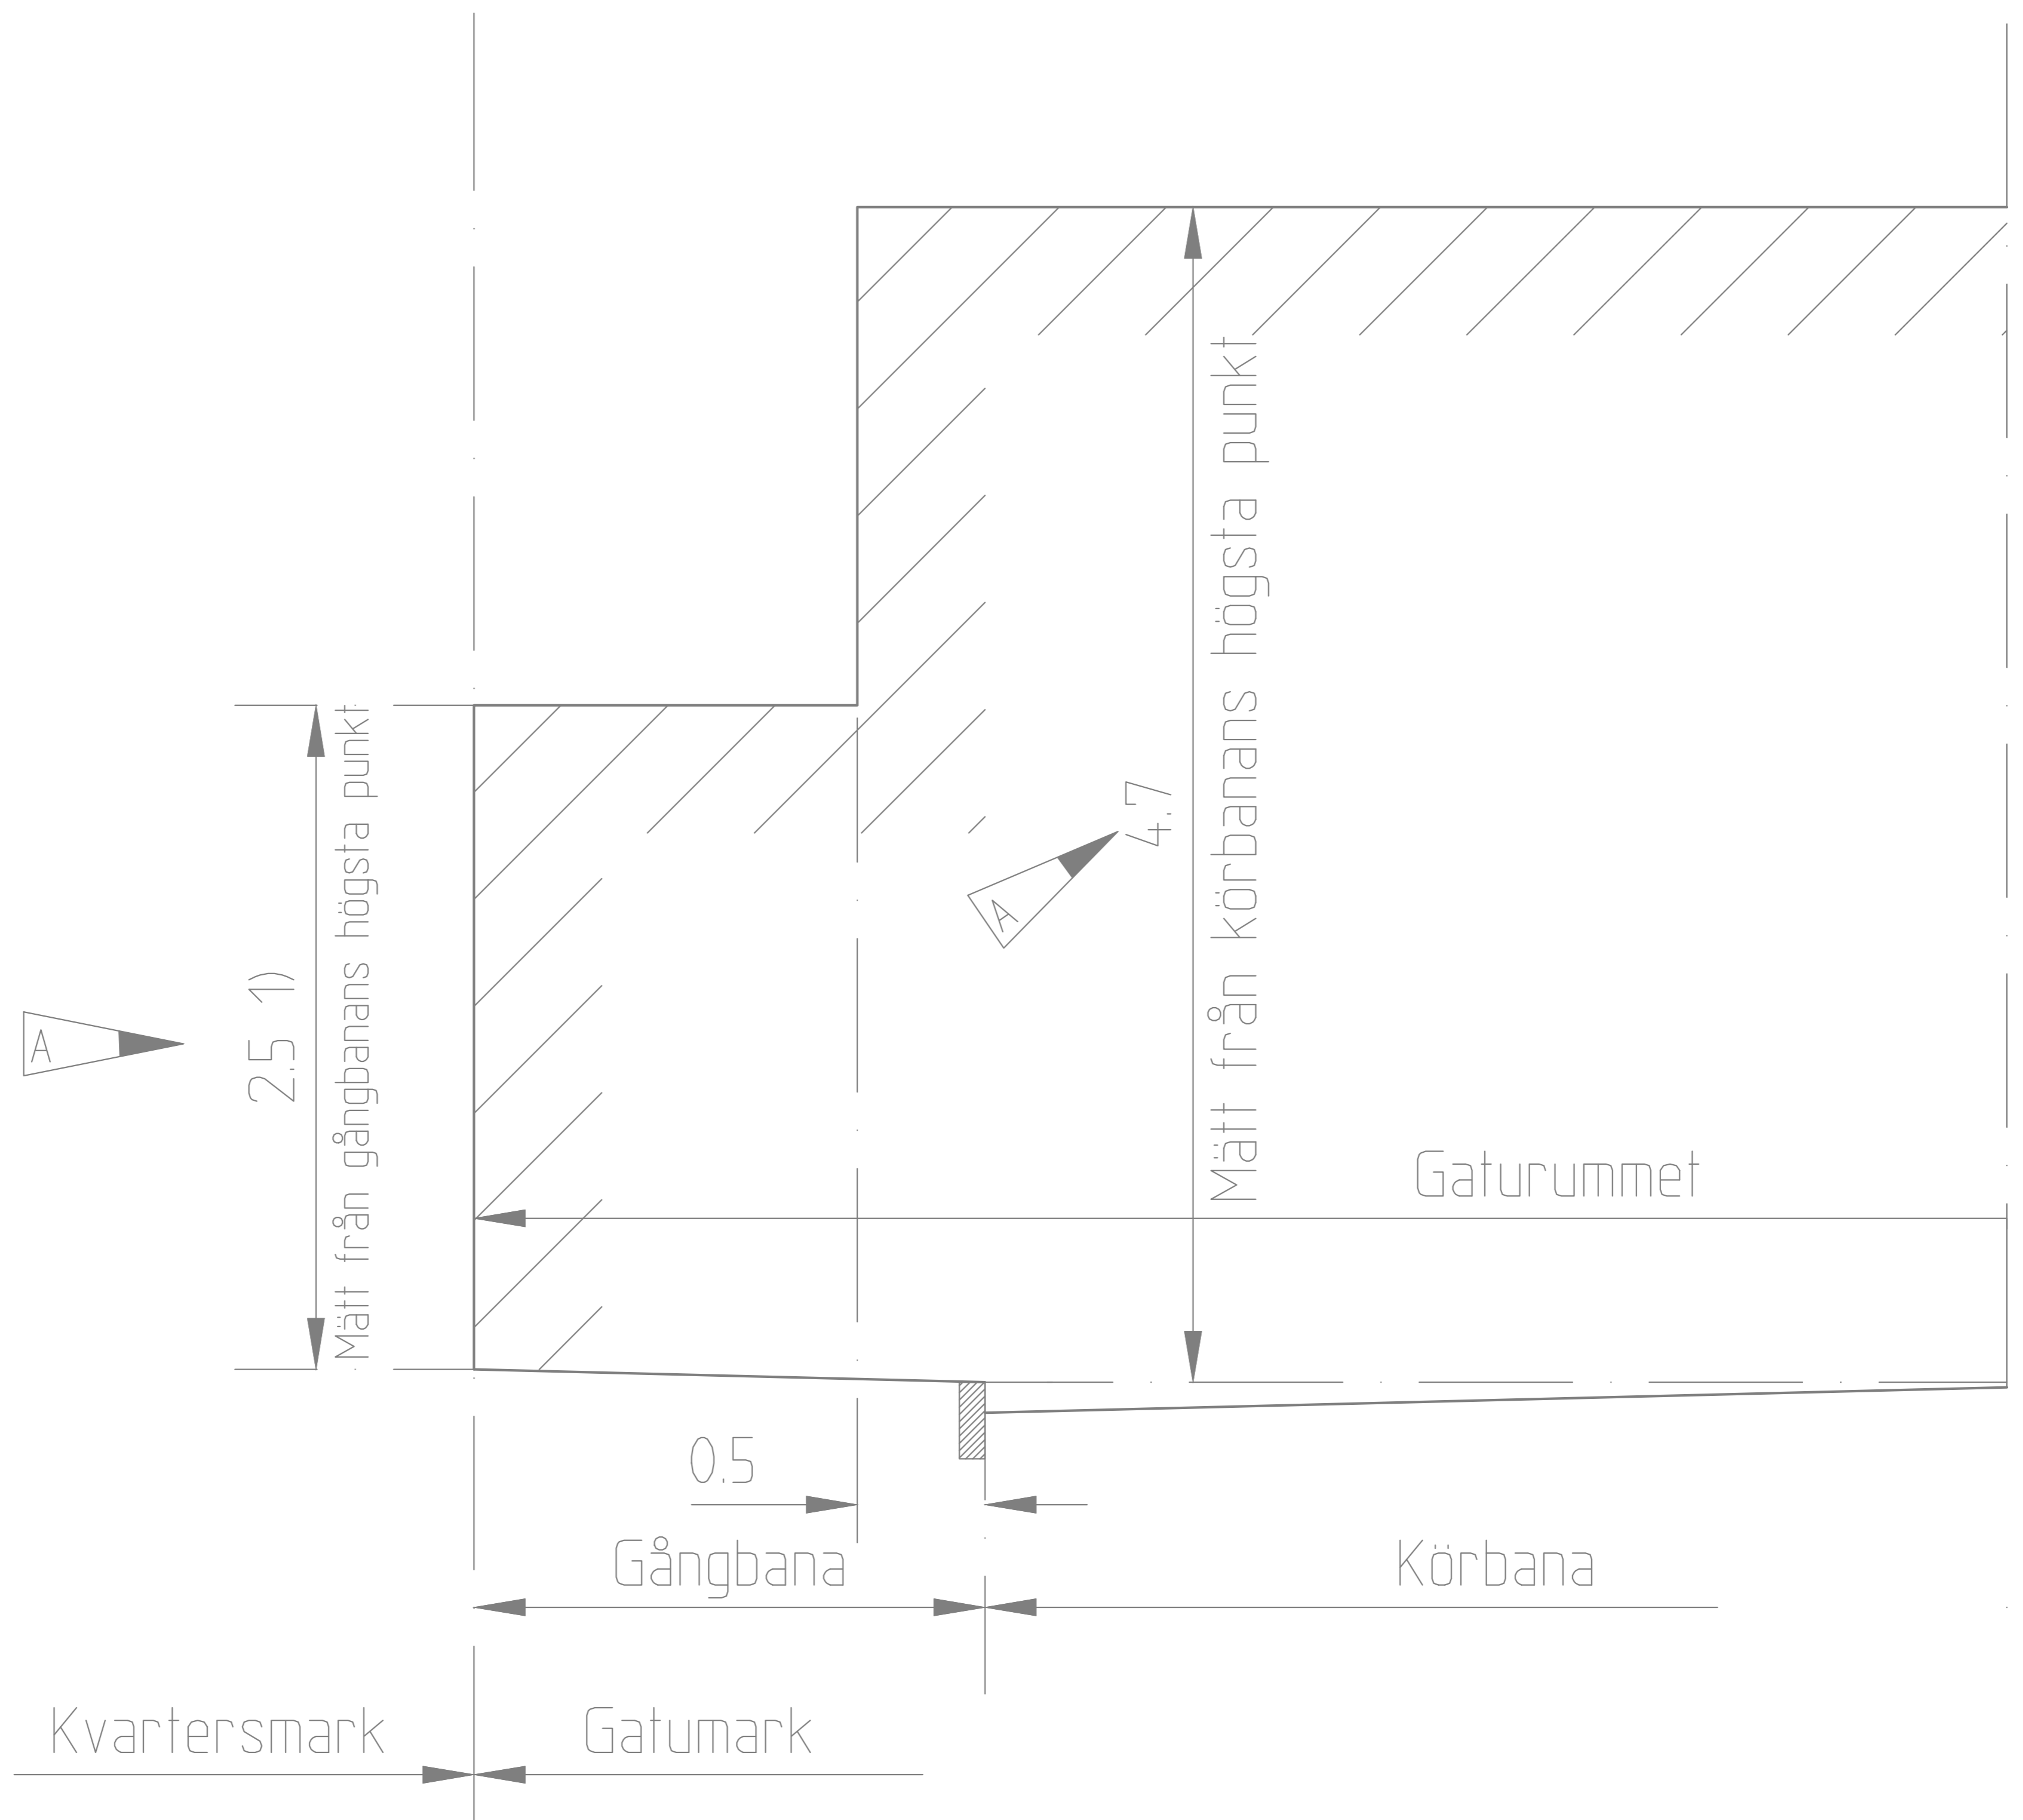 Mått från körbanans högsta punkt
4.7
Mått från gångbanans högsta punkt
2.5 1)
A
A
Gaturummet
0.5
Gångbana
Körbana
Kvartersmark
Gatumark